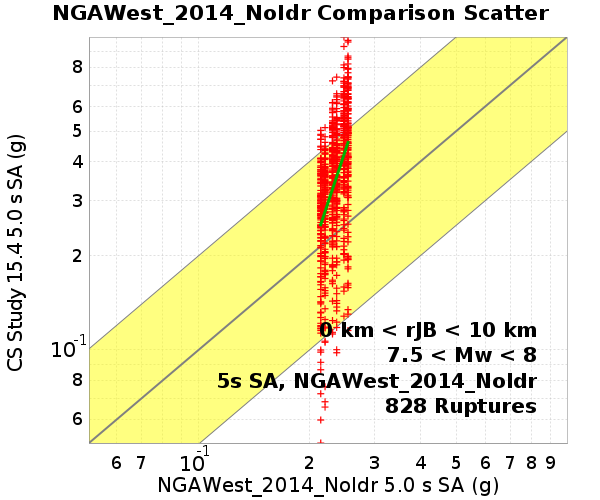 NGAWest_2014_NoIdr Comparison Scatter
CS Study 15.4 5.0 s SA (g)
8
6
5
4
3
2
10-1
8
6
0 km < rJB < 10 km
7.5 < Mw < 8
5s SA, NGAWest_2014_NoIdr
828 Ruptures
6 7 10-1 2 3 4 5 6 7 8 9
NGAWest_2014_NoIdr 5.0 s SA (g)